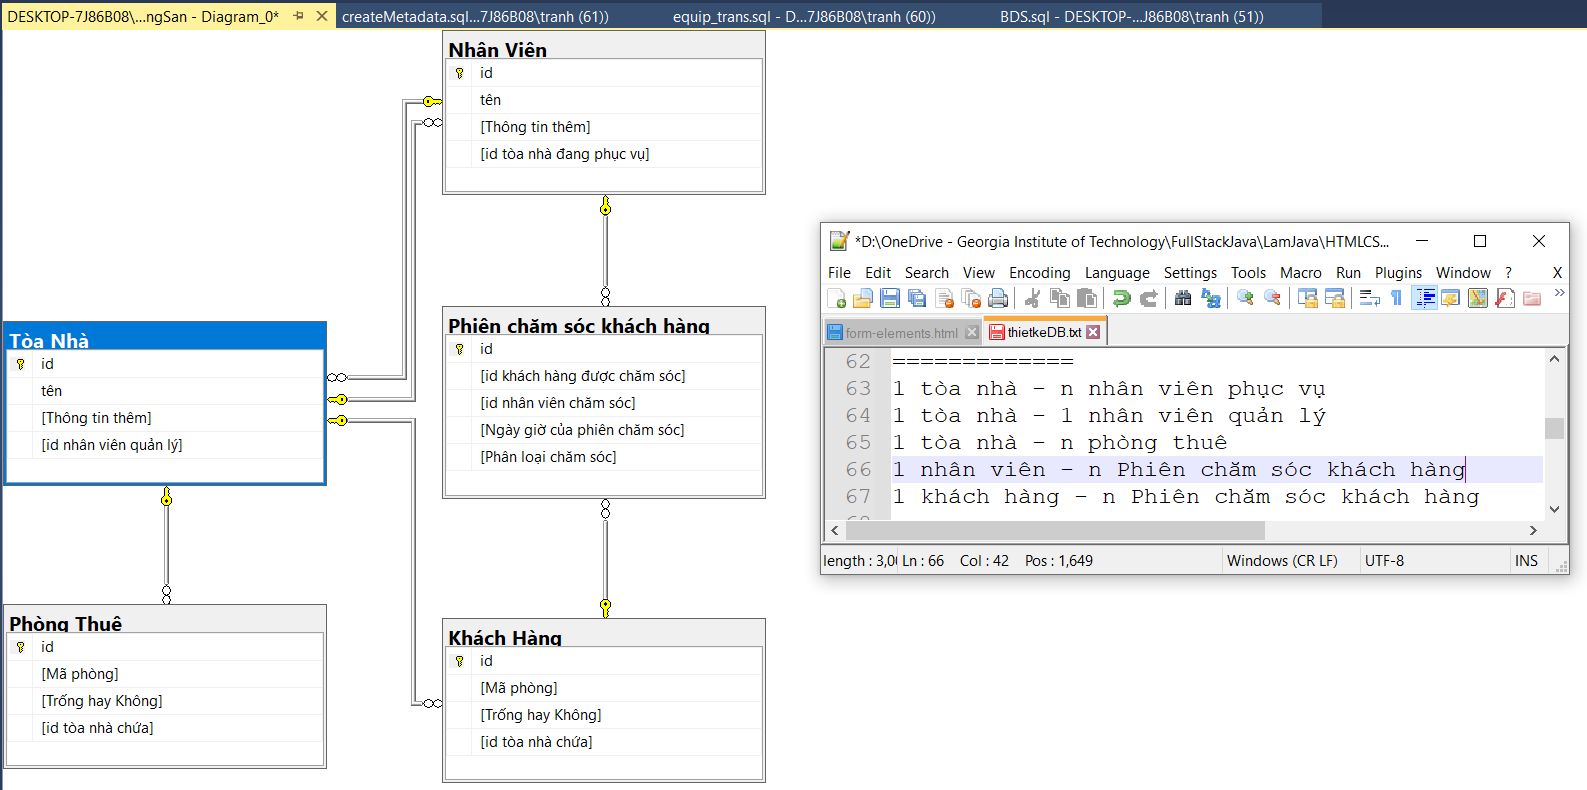 DESKTOP-7J86B08\...ngSan - Diagram_0*
createMetadata.sql...7J86B08\tranh (61))
equip_trans.sql - D...7J86B08\tranh (60))
BDS.sql - DESKTOP-...J86B08\tranh (51))
Nhân Viên
id
tên
[Thông tin thêm]
[id tòa nhà đang phục vụ]
Phiên chăm sóc khách hàng
id
[id khách hàng được chăm sóc]
[id nhân viên chăm sóc]
[Ngày giờ của phiên chăm sóc]
[Phân loại chăm sóc]
Tòa Nhà
id
tên
[Thông tin thêm]
[id nhân viên quản lý]
Phòng Thuê
id
[Mã phòng]
[Trống hay Không]
[id tòa nhà chứa]
Khách Hàng
id
[Mã phòng]
[Trống hay Không]
[id tòa nhà chứa]
*D:\OneDrive - Georgia Institute of Technology\FullStackJava\LamJava\HTMLCS...
File Edit Search View Encoding Language Settings Tools Macro Run Plugins Window ? X
form-elements.html
thietkeDB.txt
62 =============
63 1 tòa nhà - n nhân viên phục vụ
64 1 tòa nhà - 1 nhân viên quản lý
65 1 tòa nhà - n phòng thuê
66 1 nhân viên - n Phiên chăm sóc khách hàng
67 1 khách hàng - n Phiên chăm sóc khách hàng
length : 3,0 Ln : 66 Col : 42 Pos : 1,649 Windows (CR LF) UTF-8 INS